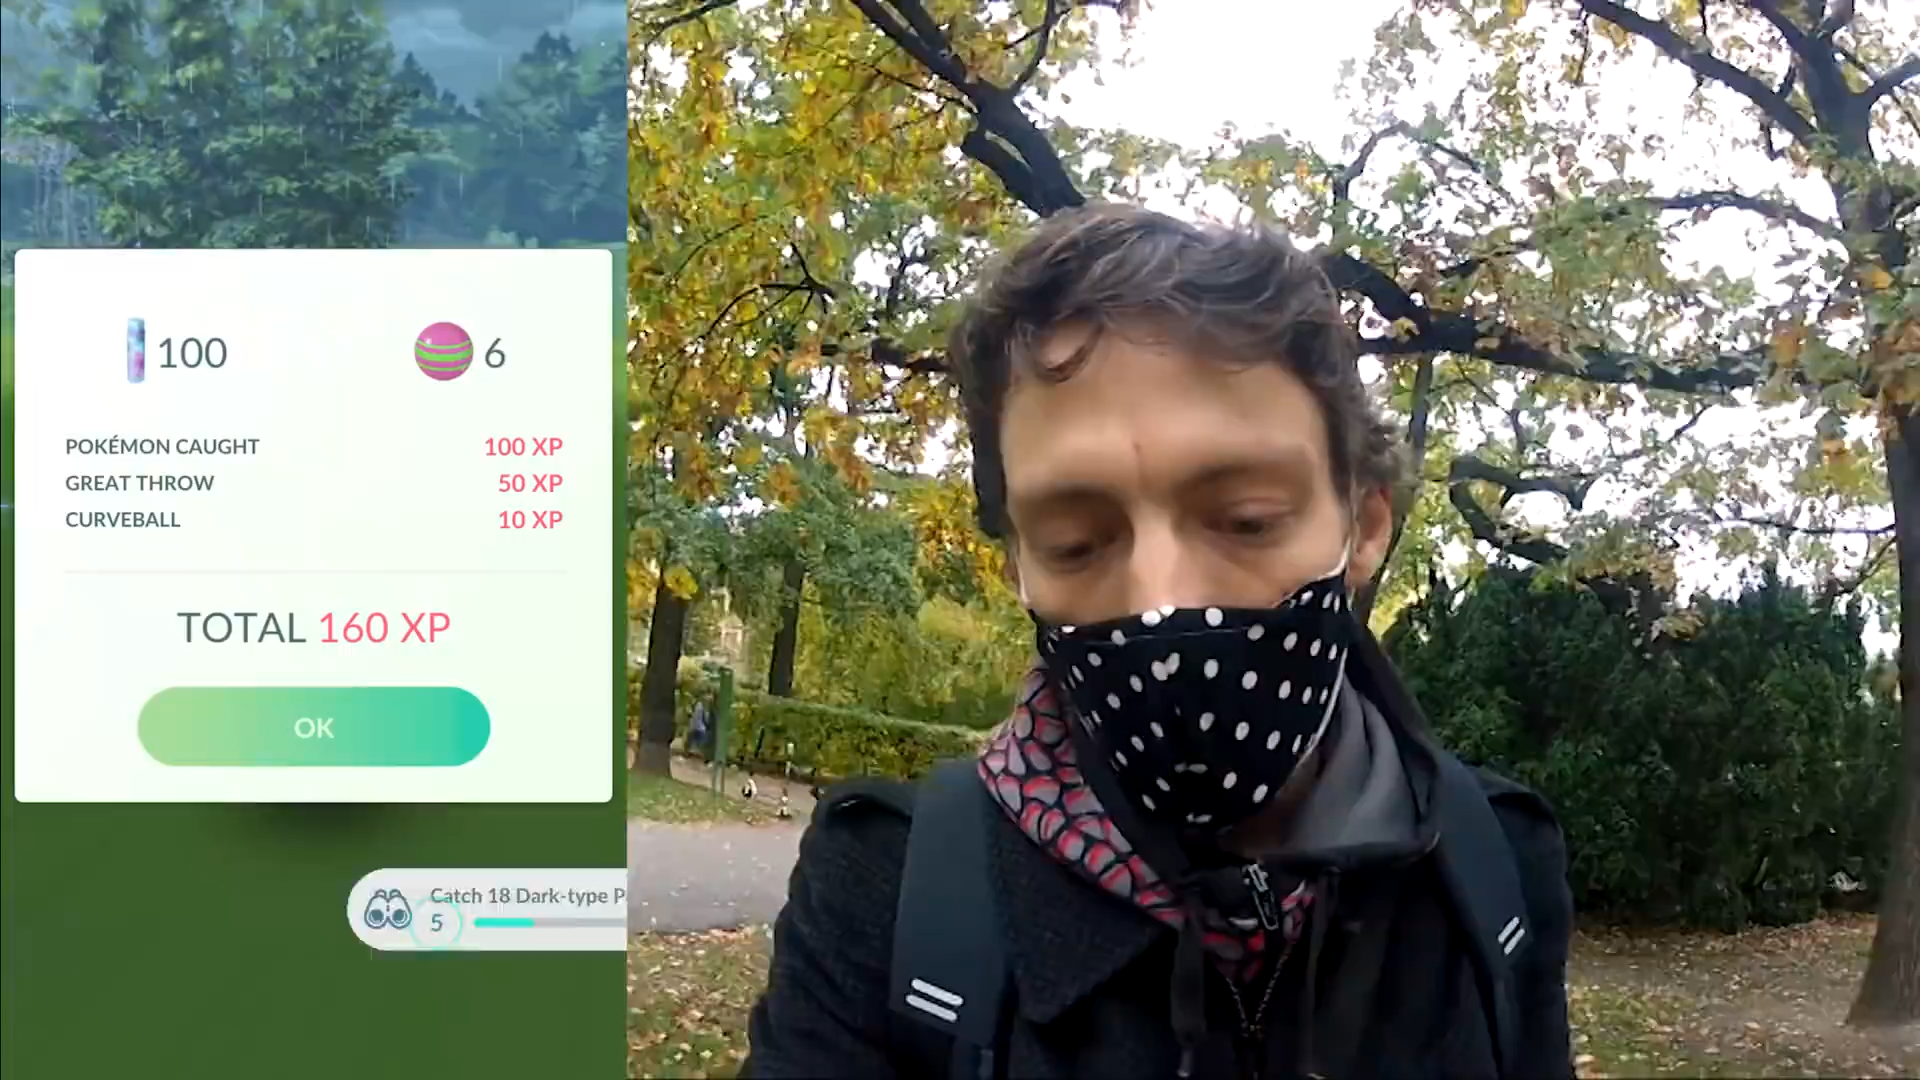 100 6
POKÉMON CAUGHT 100 XP
GREAT THROW 50 XP
CURVEBALL 10 XP
TOTAL 160 XP
OK
Catch 18 Dark-type P
5